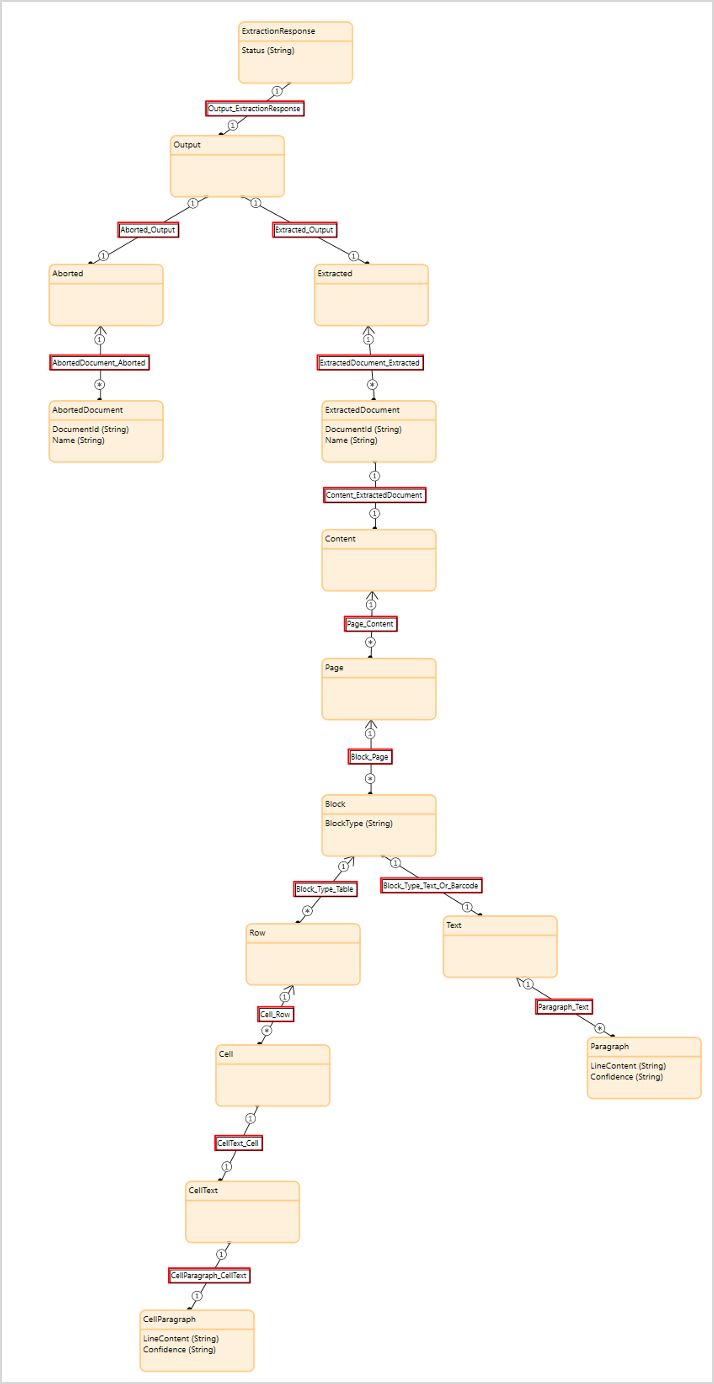 ExtractionResponse
Status (String)
1
Output_ExtractionResponse
1
Output
1
1
Aborted_Output
Extracted_Output
1
1
Aborted
Extracted
1
1
AbortedDocument_Aborted
ExtractedDocument_Extracted
*
*
AbortedDocument
DocumentId (String)
Name (String)
ExtractedDocument
DocumentId (String)
Name (String)
1
Content_ExtractedDocument
1
Content
1
Page_Content
*
Page
1
Block_Page
*
Block
BlockType (String)
1
1
Block_Type_Table
Block_Type_Text_Or_Barcode
*
1
Row
Text
1
1
Cell_Row
Paragraph_Text
*
*
Cell
Paragraph
LineContent (String)
Confidence (String)
1
CellText_Cell
1
CellText
1
CellParagraph_CellText
1
CellParagraph
LineContent (String)
Confidence (String)